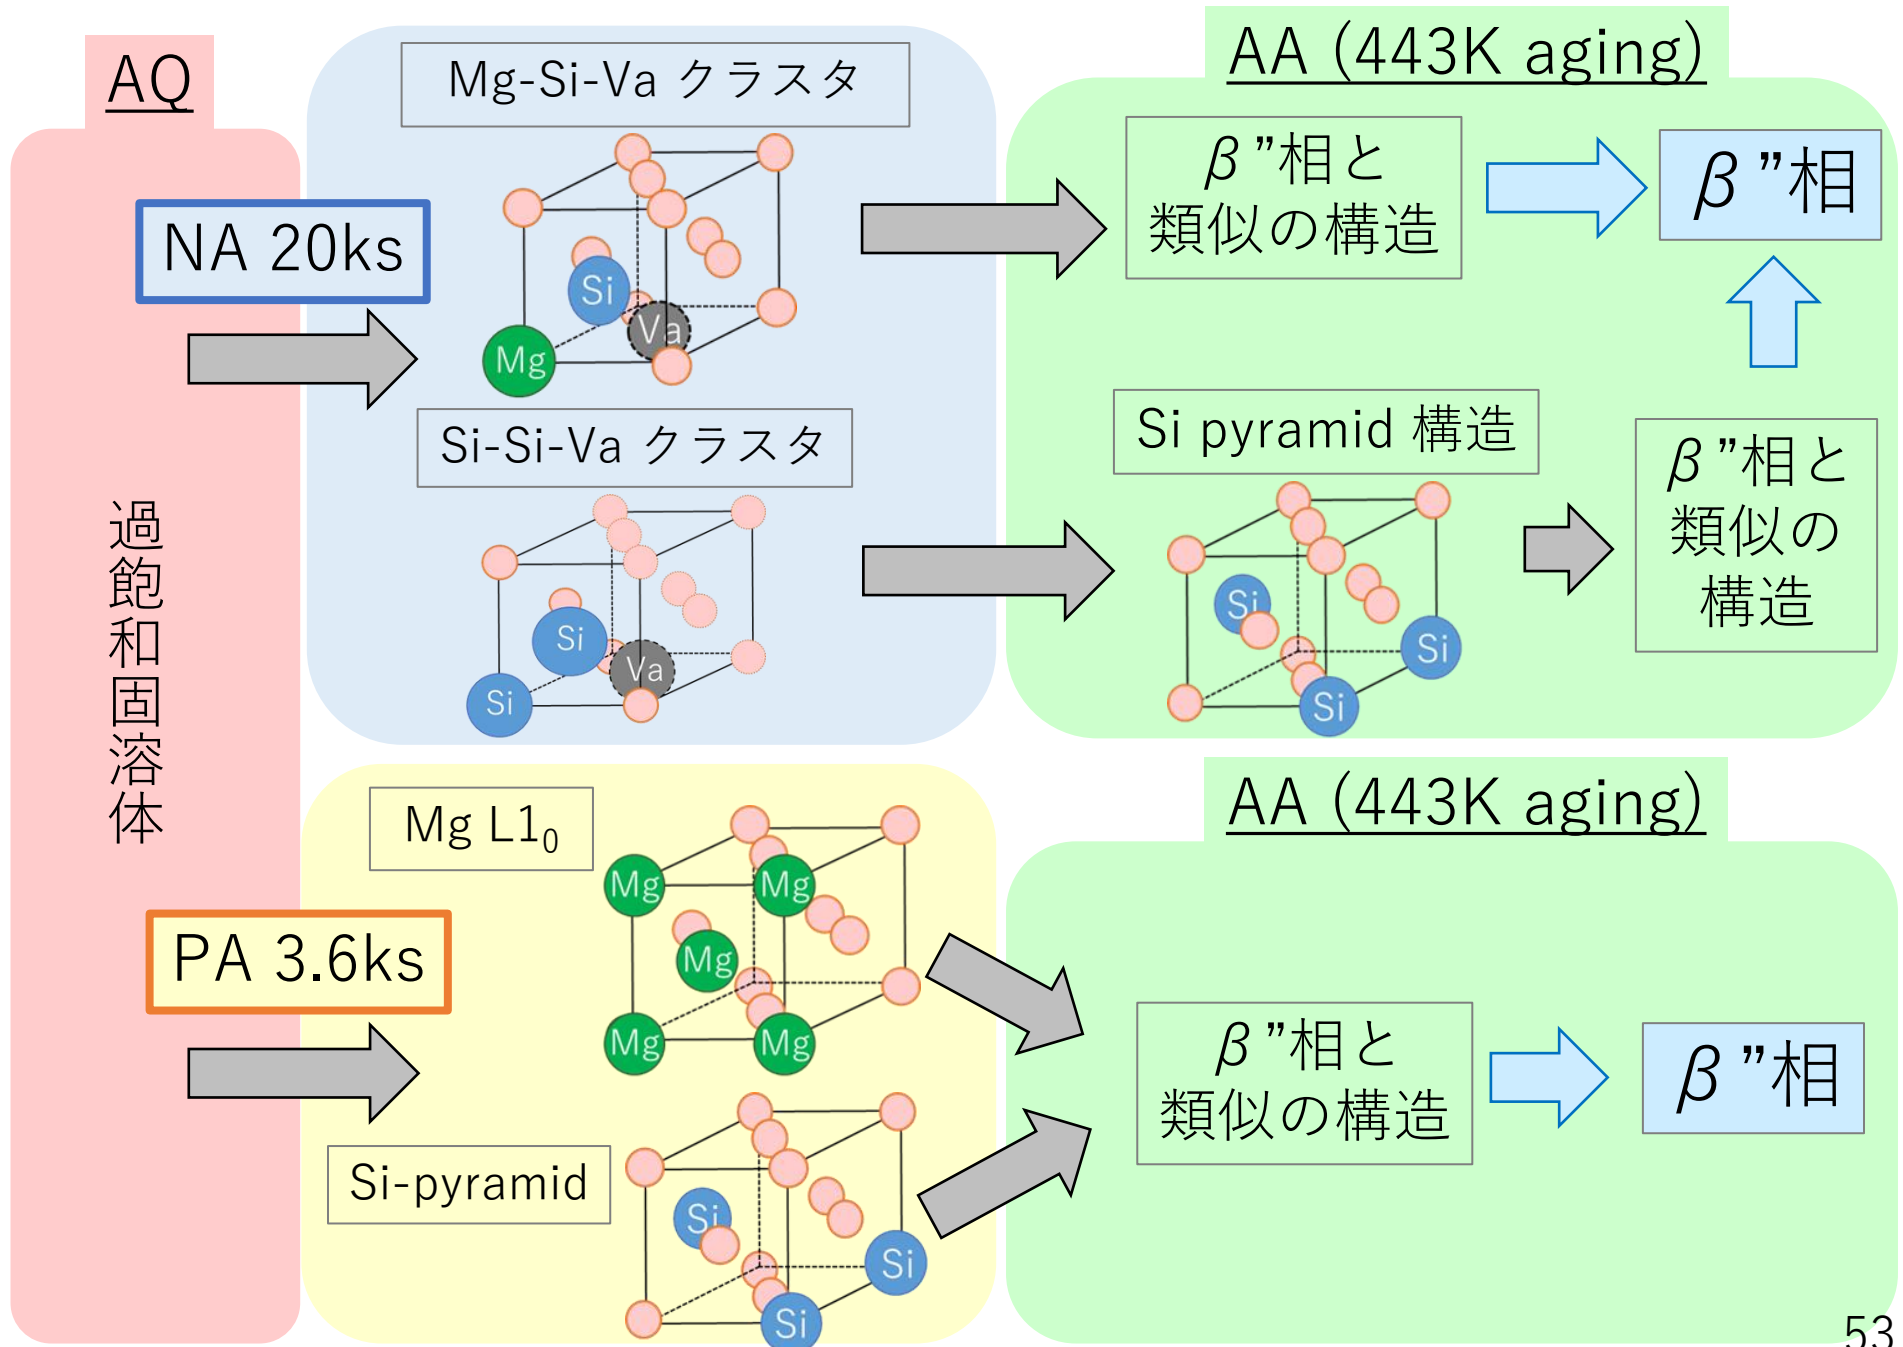 AQ
過飽和固溶体
NA 20ks
Mg-Si-Va クラスタ
Si
Va
Mg
Si-Si-Va クラスタ
Si
Va
Si
AA (443K aging)
β”相と
類似の構造
β”相
Si pyramid 構造
Si
Si
Si
β”相と
類似の
構造
PA 3.6ks
Mg L1₀
Mg
Mg
Mg
Mg
Mg
Si-pyramid
Si
Si
Si
AA (443K aging)
β”相と
類似の構造
β”相
53